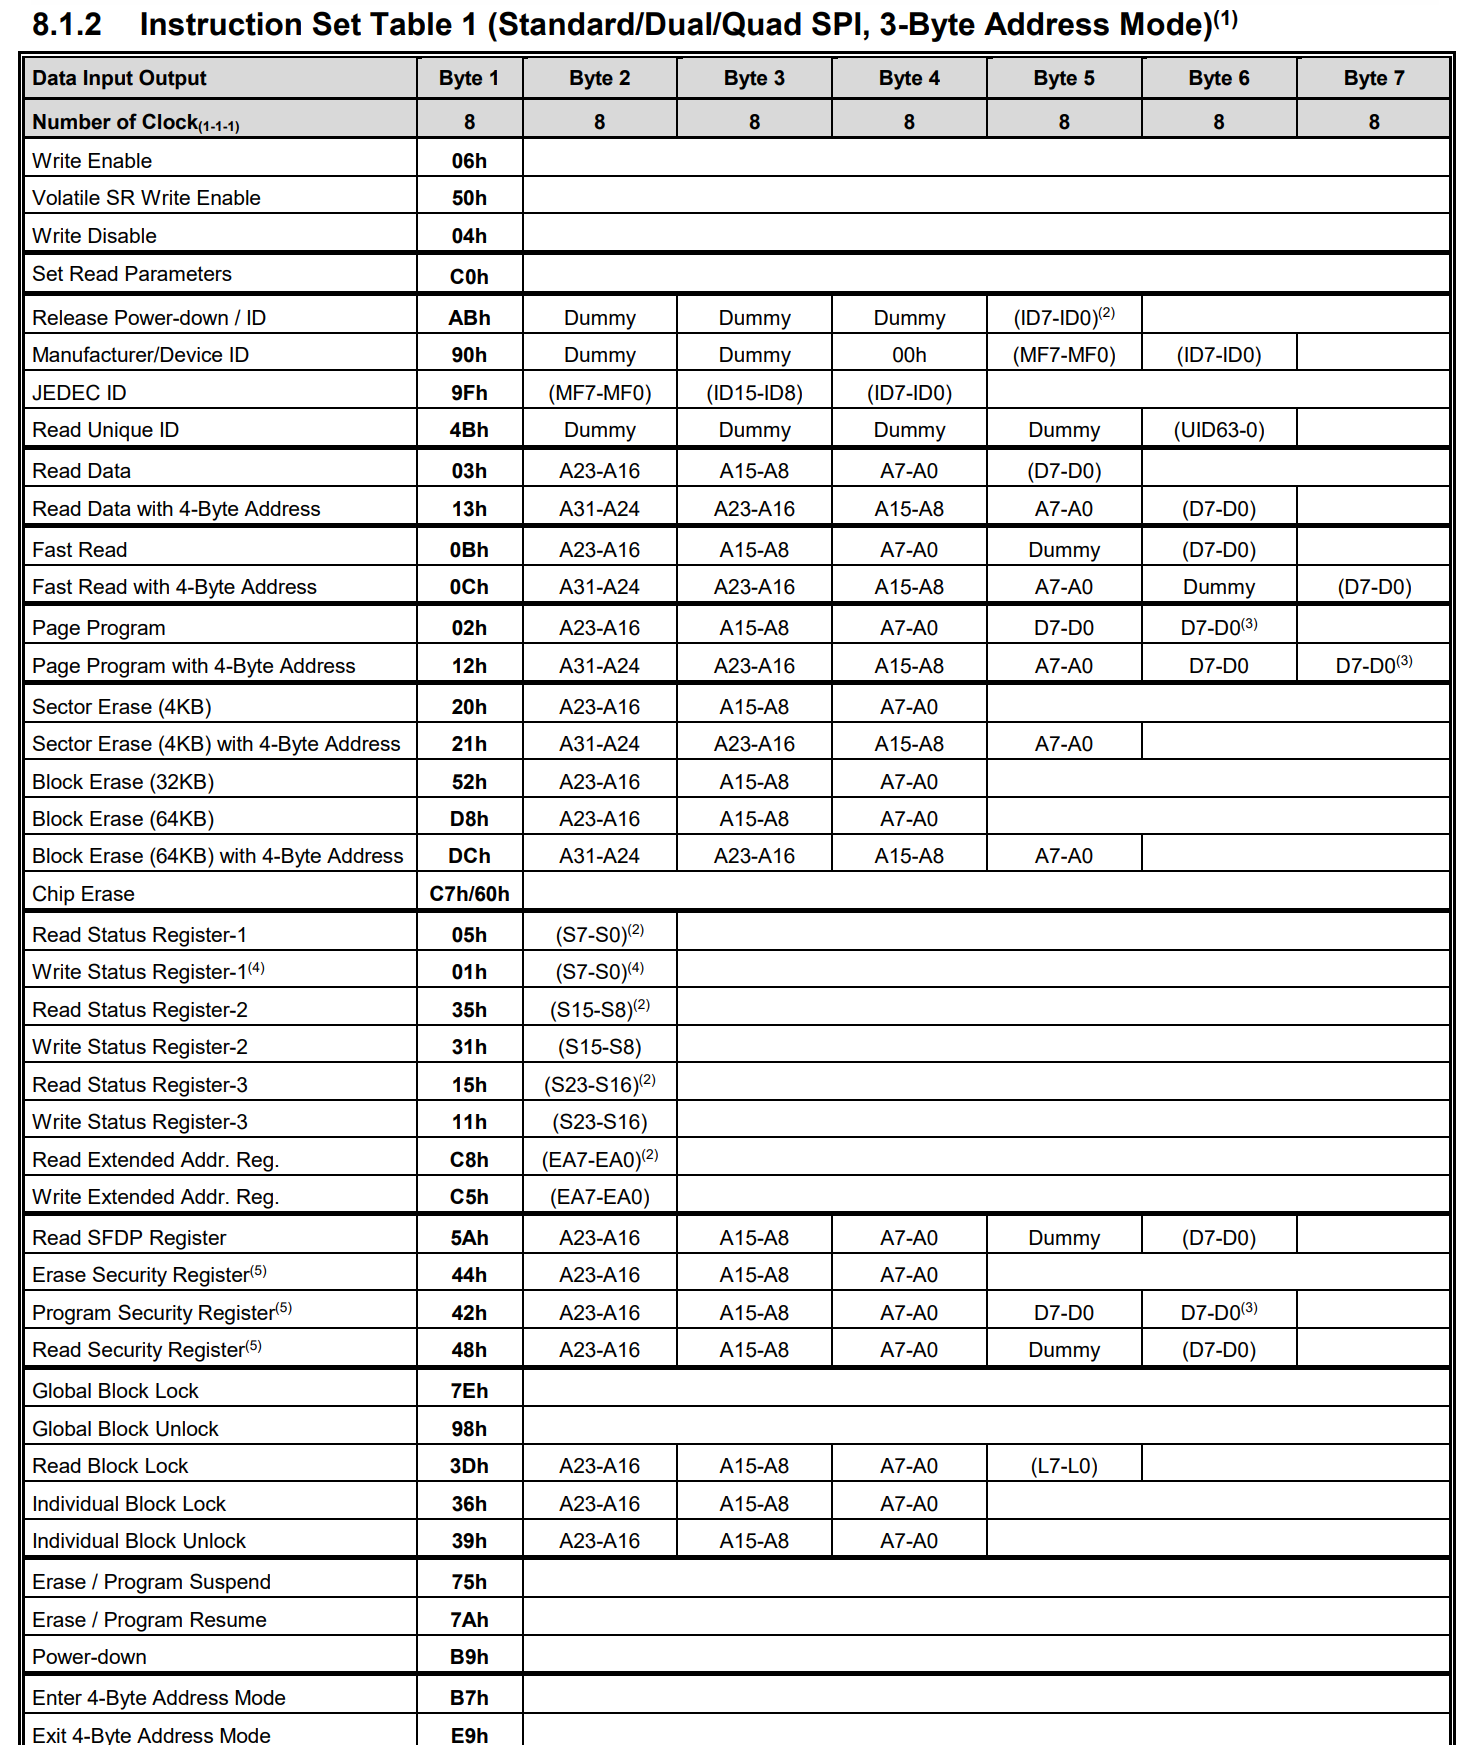 8.1.2 Instruction Set Table 1 (Standard/Dual/Quad SPI, 3-Byte Address Mode)(1)
Data Input Output Byte 1 Byte 2 Byte 3 Byte 4 Byte 5 Byte 6 Byte 7
Number of Clock(1-1-1) 8 8 8 8 8 8 8
Write Enable 06h
Volatile SR Write Enable 50h
Write Disable 04h
Set Read Parameters C0h
Release Power-down / ID ABh Dummy Dummy Dummy (ID7-ID0)(2)
Manufacturer/Device ID 90h Dummy Dummy 00h (MF7-MF0) (ID7-ID0)
JEDEC ID 9Fh (MF7-MF0) (ID15-ID8) (ID7-ID0)
Read Unique ID 4Bh Dummy Dummy Dummy Dummy (UID63-0)
Read Data 03h A23-A16 A15-A8 A7-A0 (D7-D0)
Read Data with 4-Byte Address 13h A31-A24 A23-A16 A15-A8 A7-A0 (D7-D0)
Fast Read 0Bh A23-A16 A15-A8 A7-A0 Dummy (D7-D0)
Fast Read with 4-Byte Address 0Ch A31-A24 A23-A16 A15-A8 A7-A0 Dummy (D7-D0)
Page Program 02h A23-A16 A15-A8 A7-A0 D7-D0 D7-D0(3)
Page Program with 4-Byte Address 12h A31-A24 A23-A16 A15-A8 A7-A0 D7-D0 D7-D0(3)
Sector Erase (4KB) 20h A23-A16 A15-A8 A7-A0
Sector Erase (4KB) with 4-Byte Address 21h A31-A24 A23-A16 A15-A8 A7-A0
Block Erase (32KB) 52h A23-A16 A15-A8 A7-A0
Block Erase (64KB) D8h A23-A16 A15-A8 A7-A0
Block Erase (64KB) with 4-Byte Address DCh A31-A24 A23-A16 A15-A8 A7-A0
Chip Erase C7h/60h
Read Status Register-1 05h (S7-S0)(2)
Write Status Register-1(4) 01h (S7-S0)(4)
Read Status Register-2 35h (S15-S8)(2)
Write Status Register-2 31h (S15-S8)
Read Status Register-3 15h (S23-S16)(2)
Write Status Register-3 11h (S23-S16)
Read Extended Addr. Reg. C8h (EA7-EA0)(2)
Write Extended Addr. Reg. C5h (EA7-EA0)
Read SFDP Register 5Ah A23-A16 A15-A8 A7-A0 Dummy (D7-D0)
Erase Security Register(5) 44h A23-A16 A15-A8 A7-A0
Program Security Register(5) 42h A23-A16 A15-A8 A7-A0 D7-D0 D7-D0(3)
Read Security Register(5) 48h A23-A16 A15-A8 A7-A0 Dummy (D7-D0)
Global Block Lock 7Eh
Global Block Unlock 98h
Read Block Lock 3Dh A23-A16 A15-A8 A7-A0 (L7-L0)
Individual Block Lock 36h A23-A16 A15-A8 A7-A0
Individual Block Unlock 39h A23-A16 A15-A8 A7-A0
Erase / Program Suspend 75h
Erase / Program Resume 7Ah
Power-down B9h
Enter 4-Byte Address Mode B7h
Exit 4-Byte Address Mode E9h